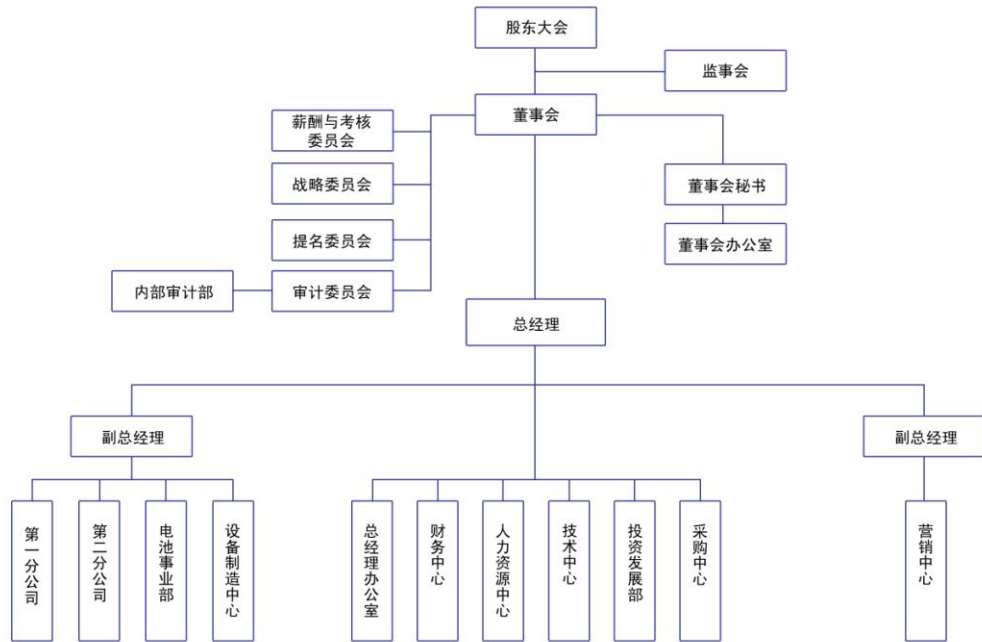 股东大会
监事会
董事会
薪酬与考核
委员会
战略委员会
董事会秘书
提名委员会
董事会办公室
内部审计部
审计委员会
总经理
副总经理
副总经理
第一分公司
第二分公司
电池事业部
设备制造中心
总经理办公室
财务中心
人力资源中心
技术中心
投资发展部
采购中心
营销中心